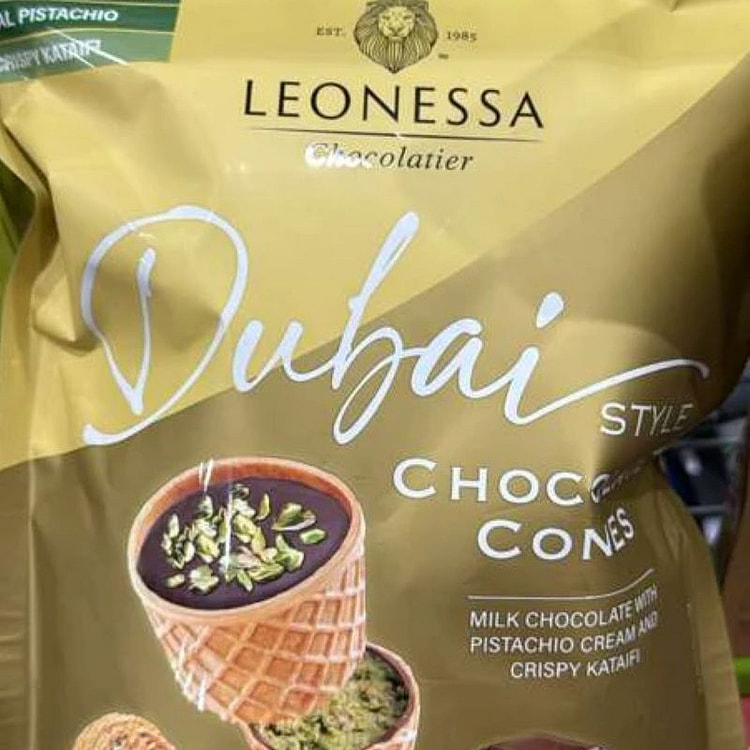 AL PISTACHIO
CRISPY KATAIFI
EST. 1985
LEONESSA
Chocolatier
Dubai
STYLE
CHOCOLATE
CONES
MILK CHOCOLATE WITH
PISTACHIO CREAM AND
CRISPY KATAIFI